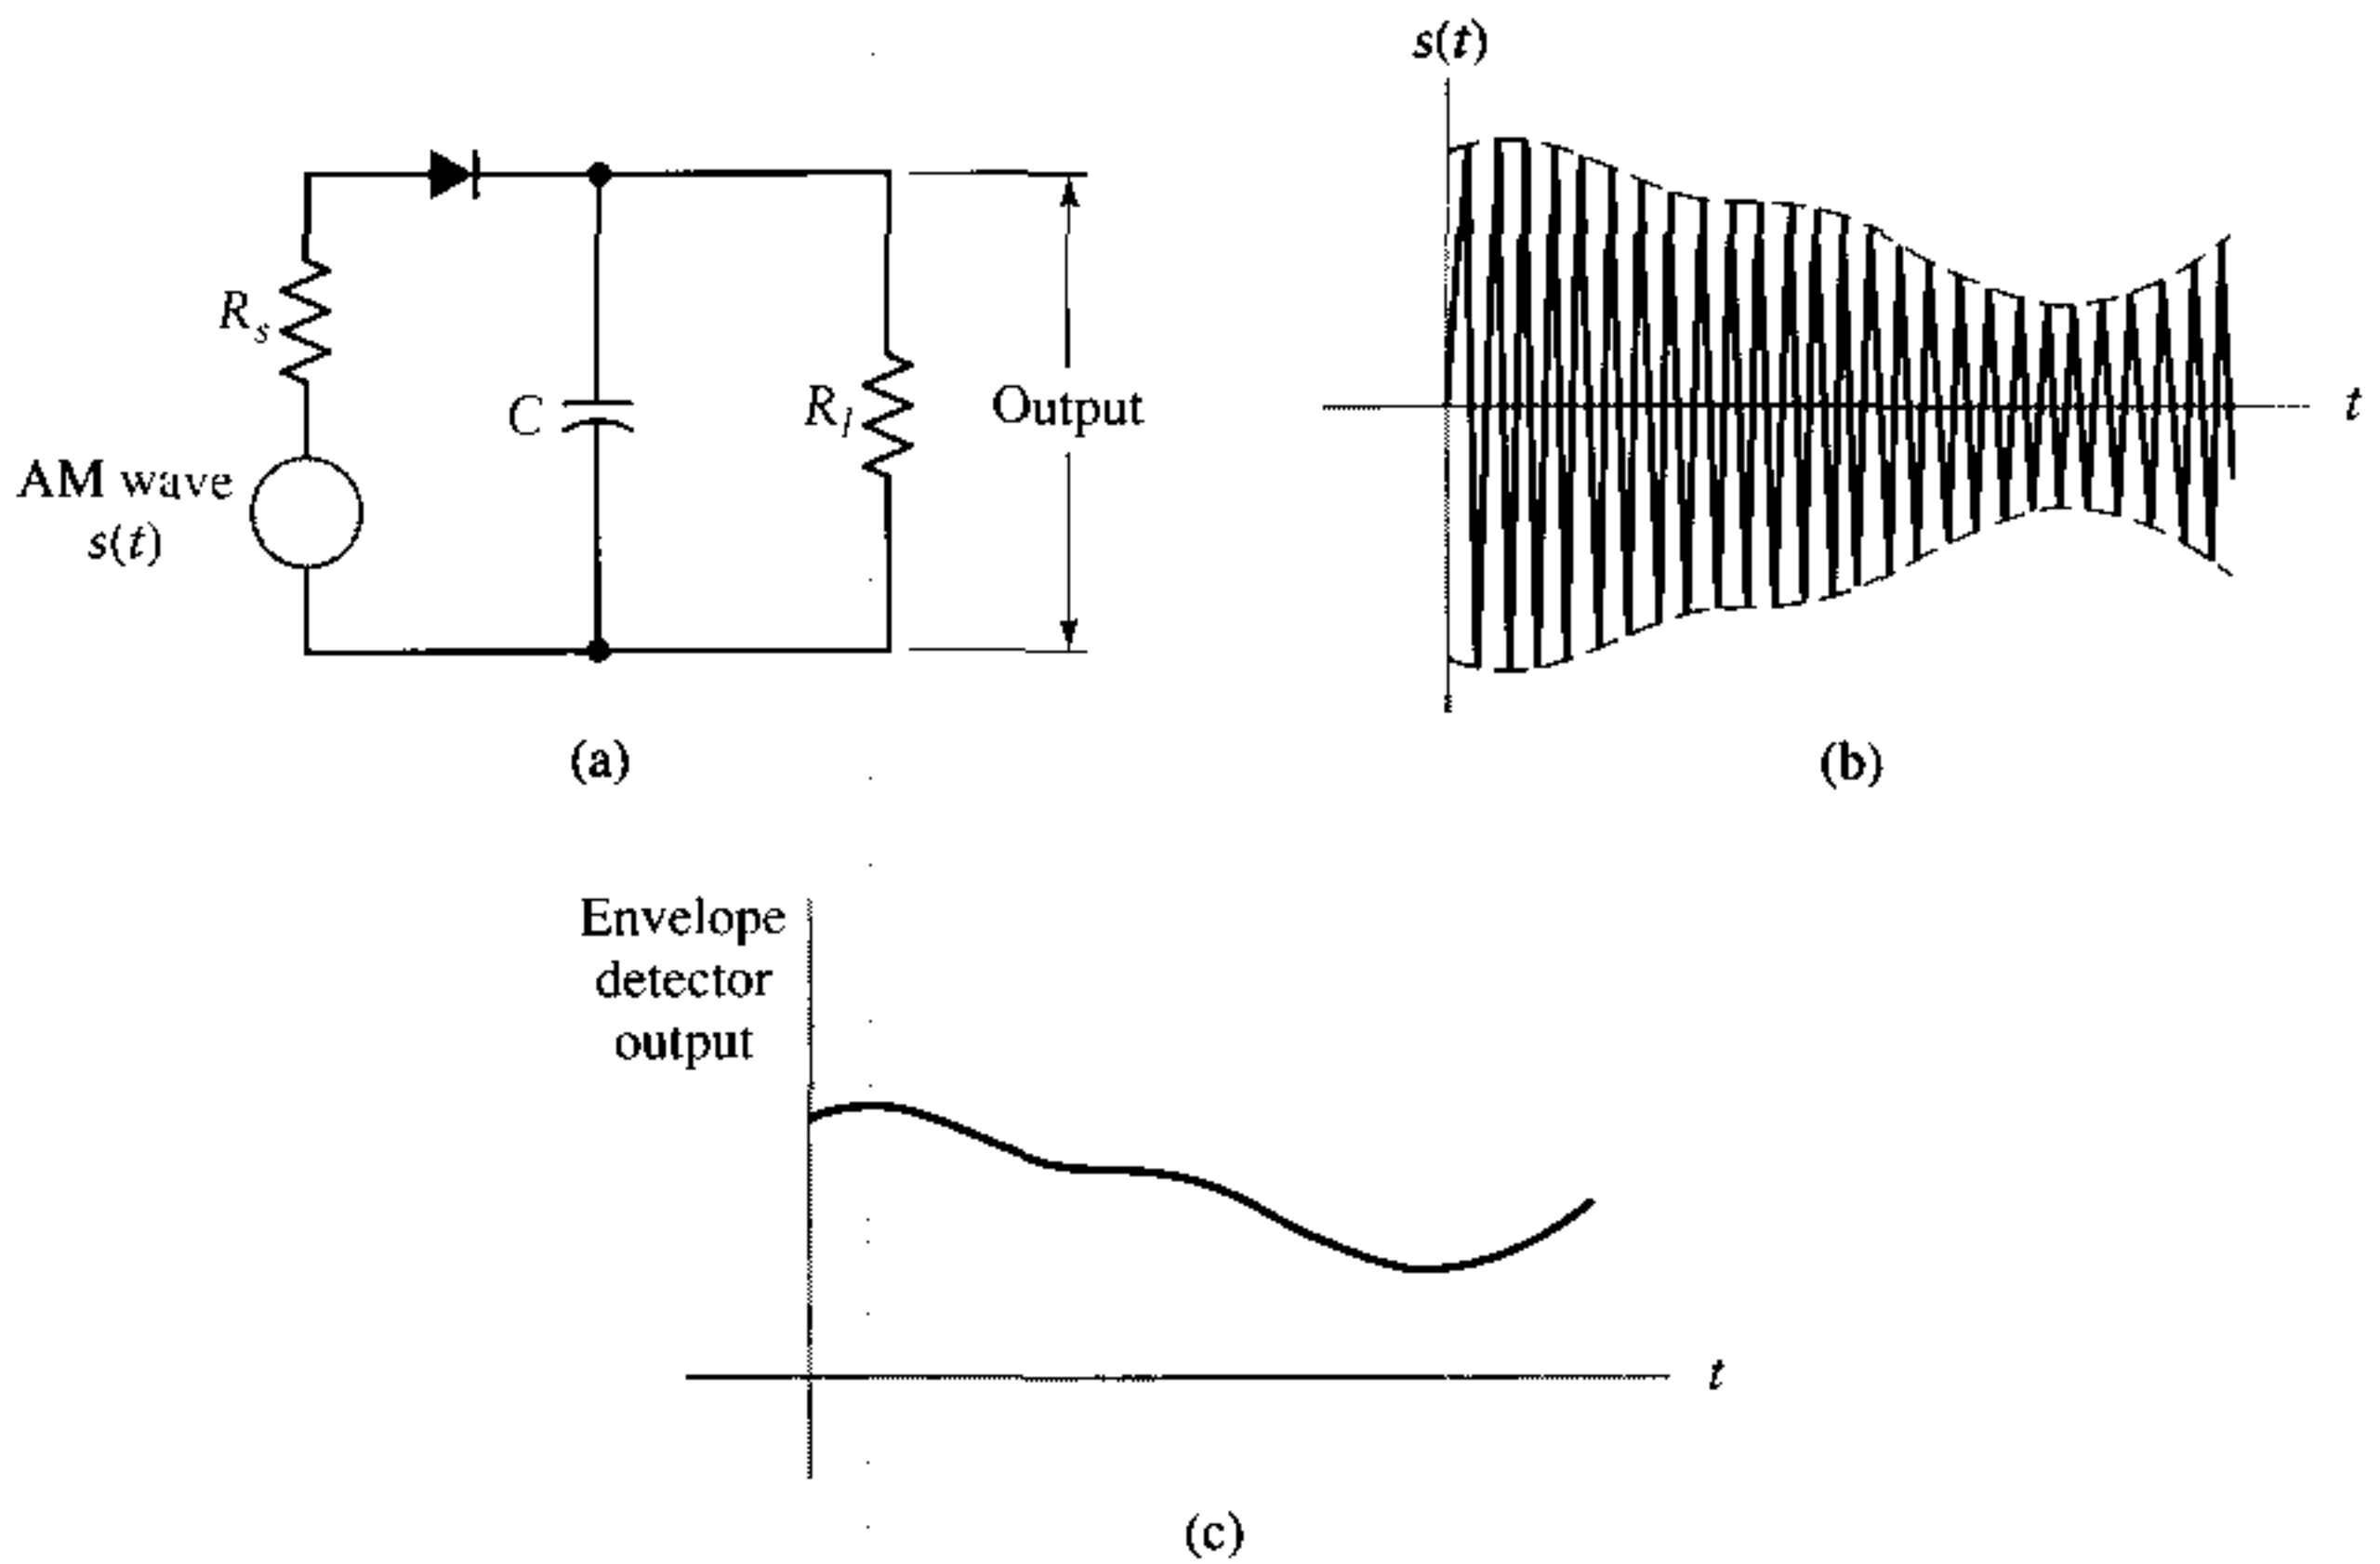 s(t)
R_s
C
R_l
Output
t
AM wave
s(t)
(a)
(b)
Envelope
detector
output
t
(c)